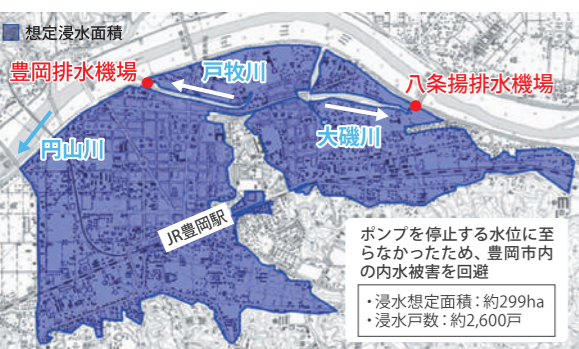 想定浸水面積
豊岡排水機場
戸牧川
八条揚排水機場
円山川
大磯川
JR豊岡駅
ポンプを停止する水位に至
らなかったため、豊岡市内
の内水被害を回避
・浸水想定面積：約299ha
・浸水戸数：約2,600戸